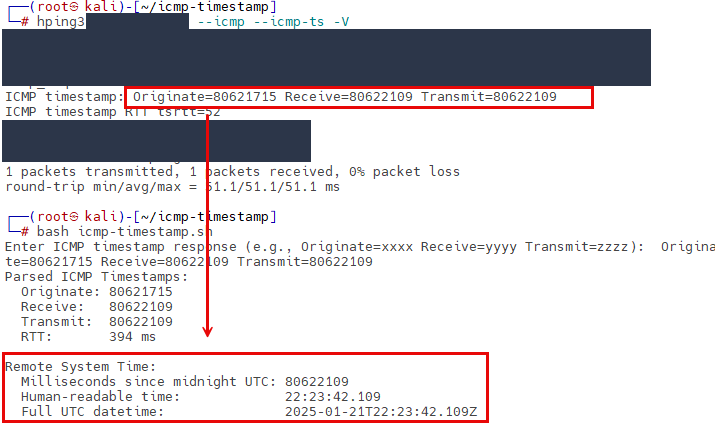 ┌──(root㉿ kali)-[~/icmp-timestamp]
└─# hping3 --icmp --icmp-ts -V
ICMP timestamp: Originate=80621715 Receive=80622109 Transmit=80622109
ICMP timestamp RTT tsrtt=52
1 packets transmitted, 1 packets received, 0% packet loss
round-trip min/avg/max = 51.1/51.1/51.1 ms
┌──(root㉿ kali)-[~/icmp-timestamp]
└─# bash icmp-timestamp.sh
Enter ICMP timestamp response (e.g., Originate=xxxx Receive=yyyy Transmit=zzzz):  Origina
te=80621715 Receive=80622109 Transmit=80622109
Parsed ICMP Timestamps:
  Originate: 80621715
  Receive:   80622109
  Transmit:  80622109
  RTT:       394 ms
Remote System Time:
  Milliseconds since midnight UTC: 80622109
  Human-readable time:             22:23:42.109
  Full UTC datetime:               2025-01-21T22:23:42.109Z